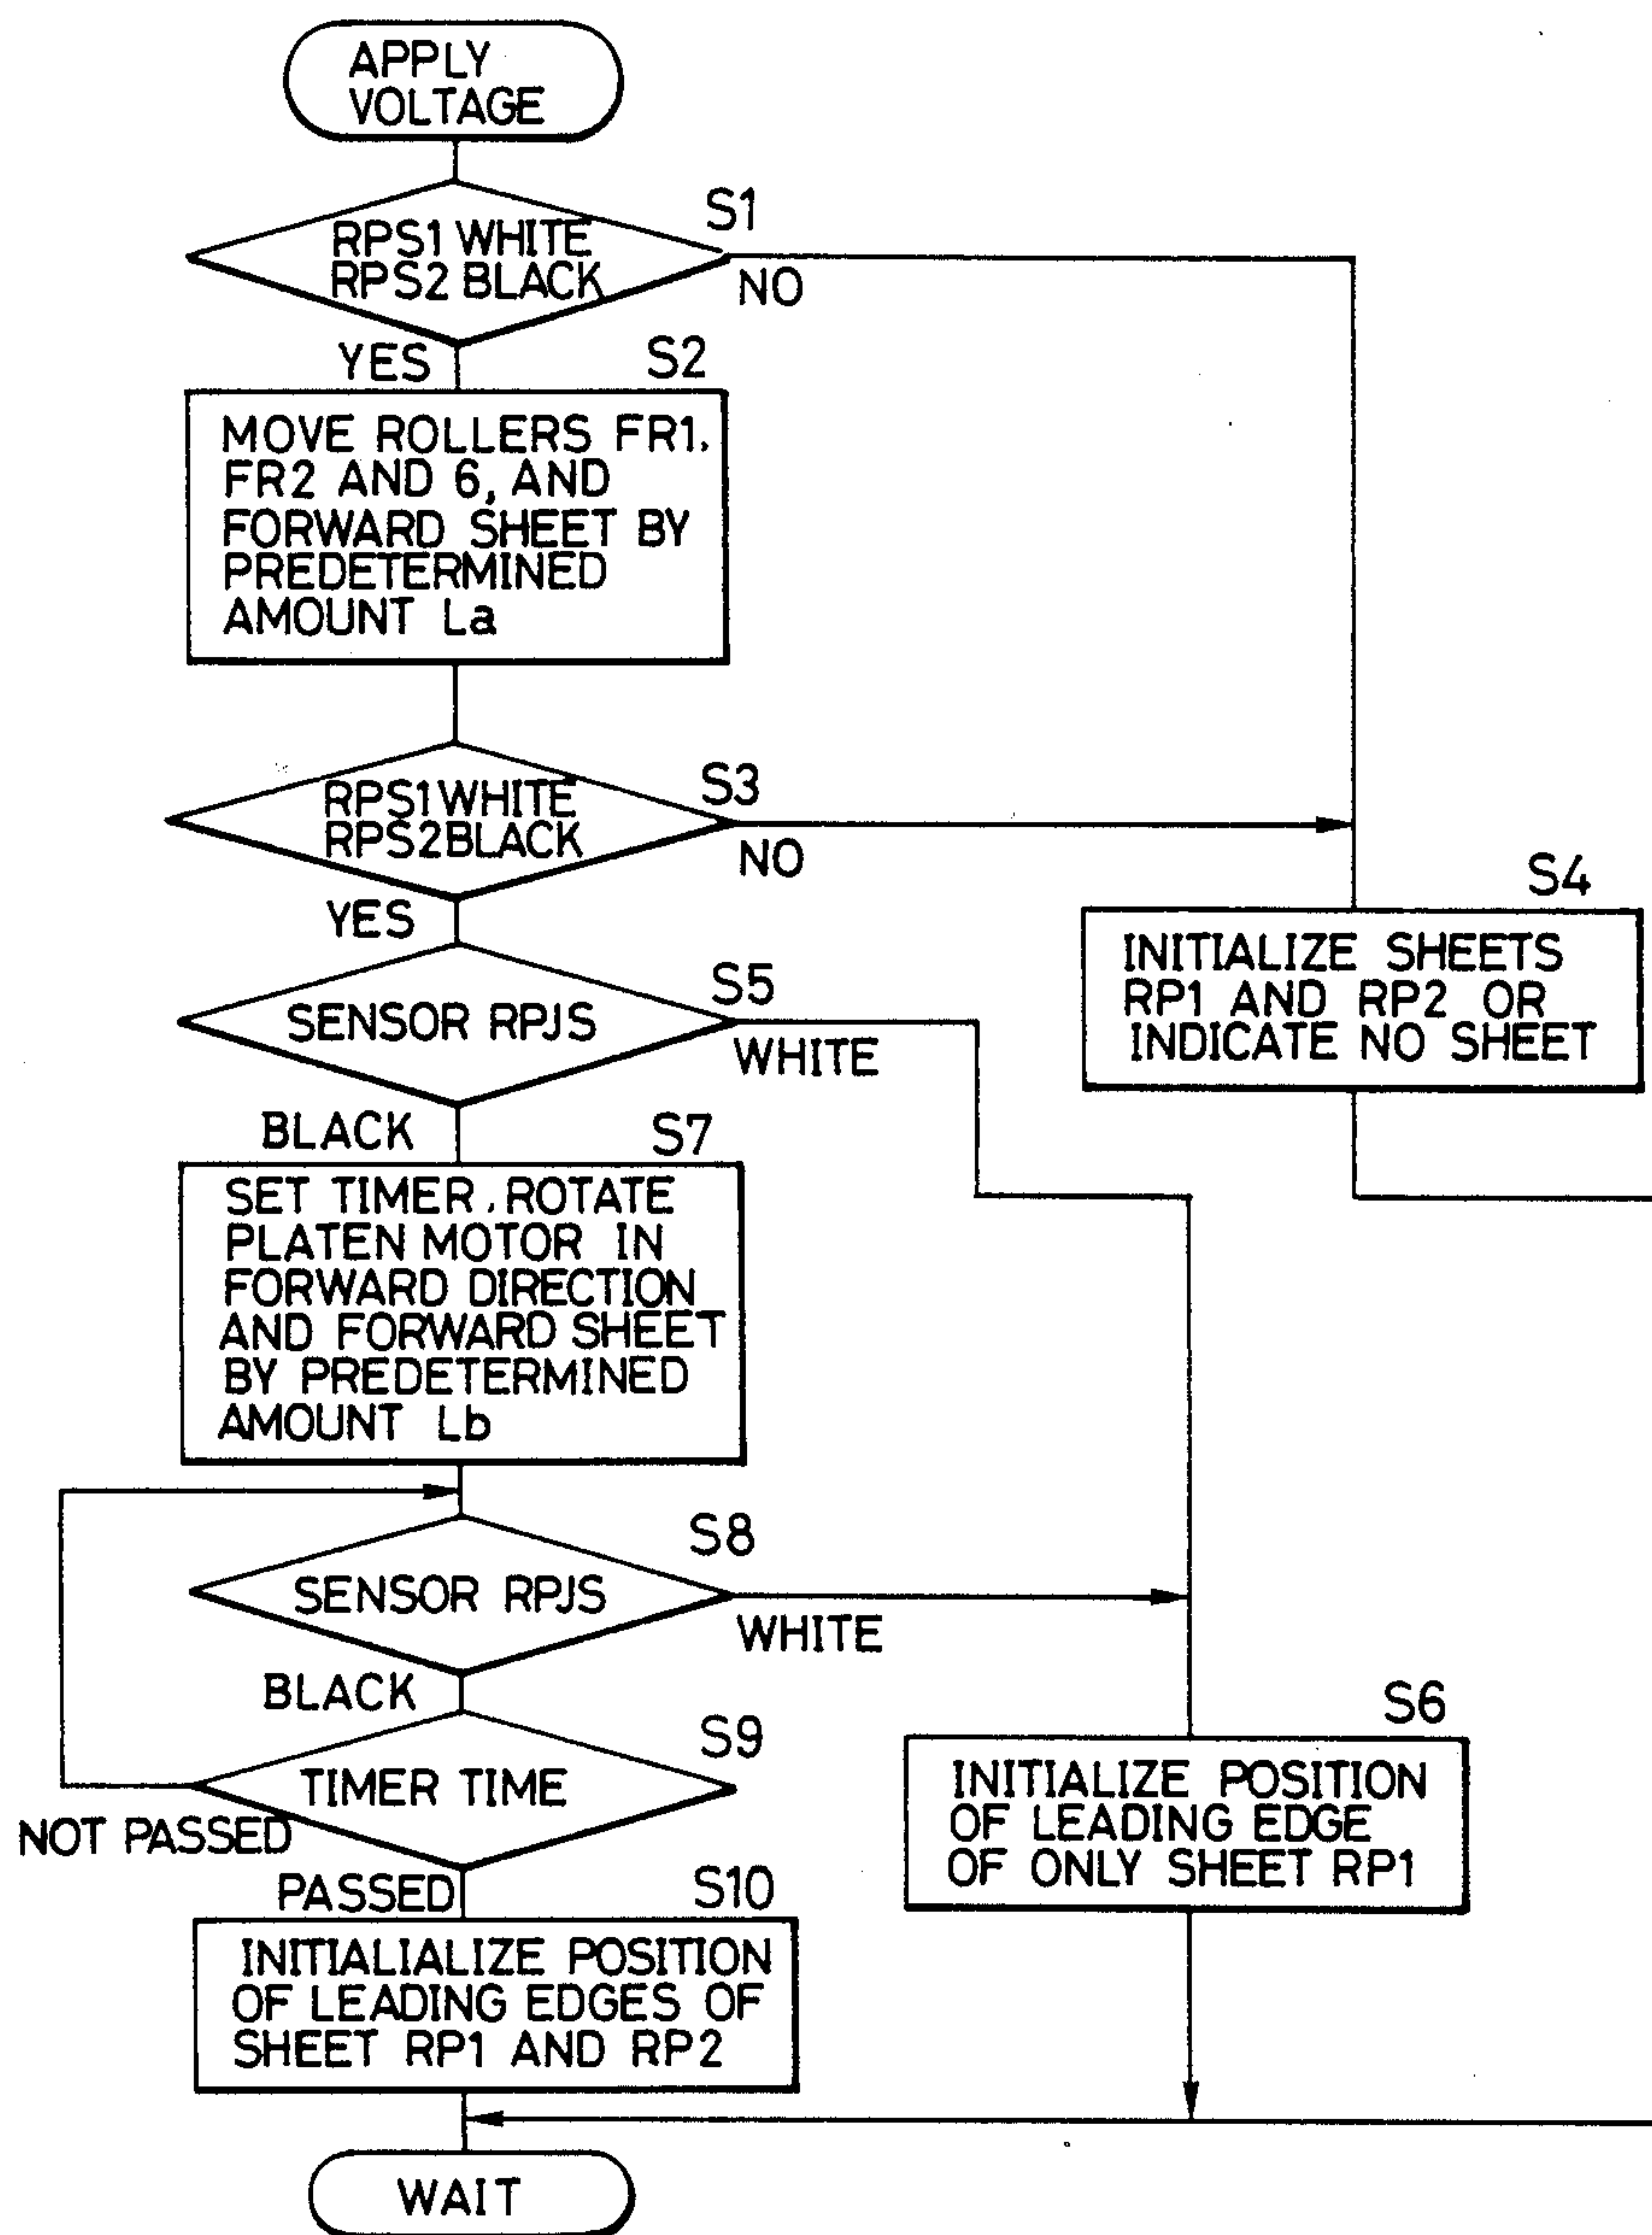 APPLY
VOLTAGE
S1
RPS1 WHITE
RPS2 BLACK
NO
YES
S2
MOVE ROLLERS FR1,
FR2 AND 6, AND
FORWARD SHEET BY
PREDETERMINED
AMOUNT La
S3
RPS1 WHITE
RPS2 BLACK
NO
YES
S4
INITIALIZE SHEETS
RP1 AND RP2 OR
INDICATE NO SHEET
S5
SENSOR RPJS
WHITE
BLACK
S7
SET TIMER, ROTATE
PLATEN MOTOR IN
FORWARD DIRECTION
AND FORWARD SHEET
BY PREDETERMINED
AMOUNT Lb
S8
SENSOR RPJS
WHITE
BLACK
S9
TIMER TIME
NOT PASSED
PASSED
S6
INITIALIZE POSITION
OF LEADING EDGE
OF ONLY SHEET RP1
S10
INITIALIALIZE POSITION
OF LEADING EDGES OF
SHEET RP1 AND RP2
WAIT